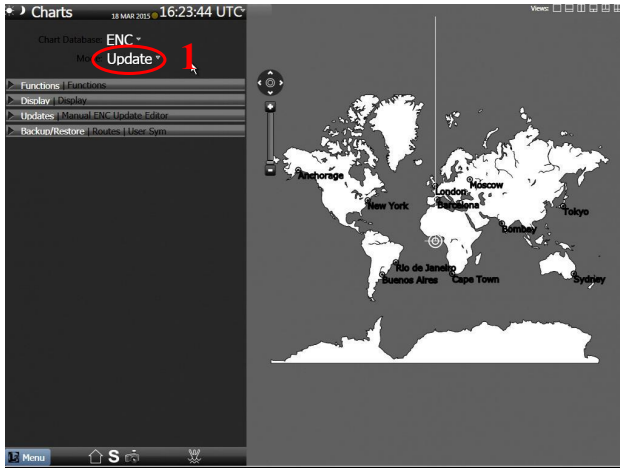 Charts 18 MAR 2015 16:23:44 UTC
Views:
Chart Database: ENC
Mode: Update
1
Functions | Functions
Display | Display
Updates | Manual ENC Update Editor
Backup/Restore | Routes | User Sym
Anchorage
Moscow
London
New York
Barcelona
Tokyo
Bombay
Rio de Janeiro
Buenos Aires
Cape Town
Sydney
Menu
S